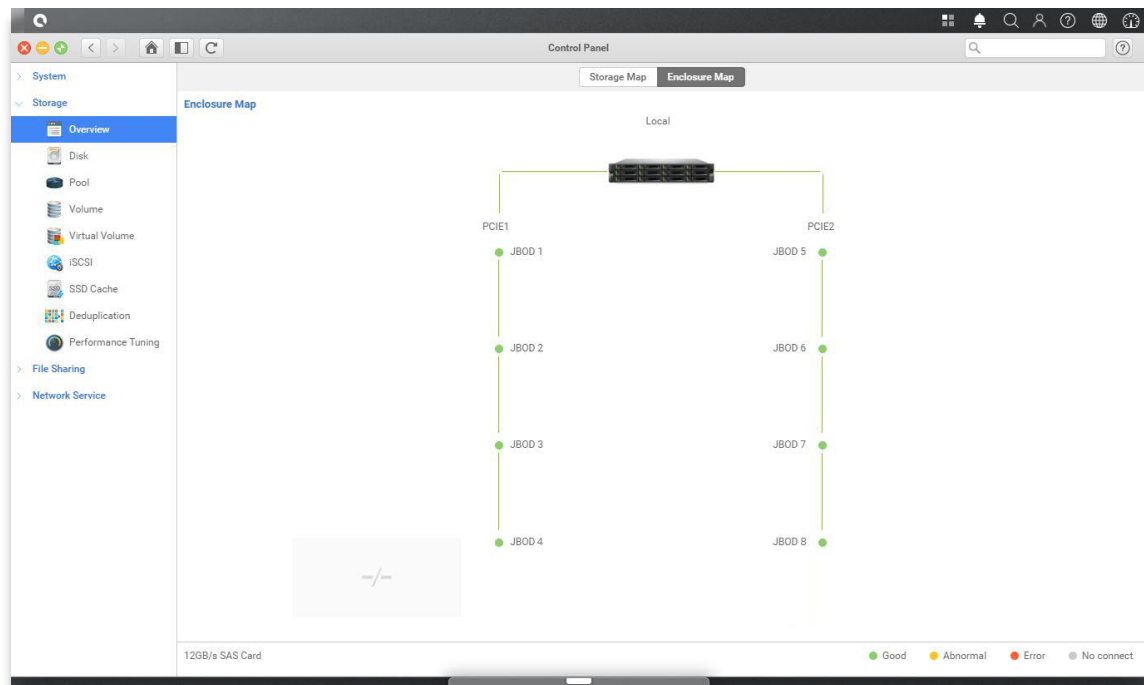 Control Panel
Storage Map Enclosure Map
System
Storage
Overview
Disk
Pool
Volume
Virtual Volume
iSCSI
SSD Cache
Deduplication
Performance Tuning
File Sharing
Network Service
Enclosure Map
Local
PCIE1 PCIE2
JBOD 1 JBOD 5
JBOD 2 JBOD 6
JBOD 3 JBOD 7
JBOD 4 JBOD 8
-/-
12GB/s SAS Card Good Abnormal Error No connect